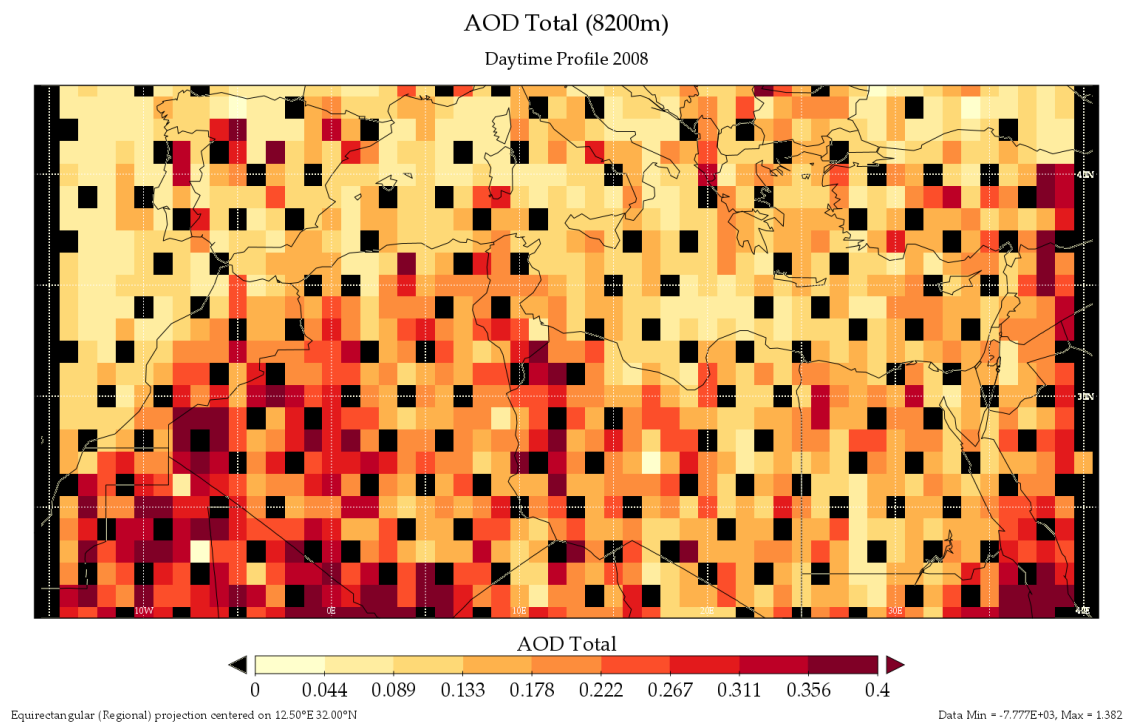 AOD Total (8200m)
Daytime Profile 2008
40N
30N
10W 0E 10E 20E 30E 40E
AOD Total
0 0.044 0.089 0.133 0.178 0.222 0.267 0.311 0.356 0.4
Equirectangular (Regional) projection centered on 12.50°E 32.00°N
Data Min = -7.777E+03, Max = 1.382